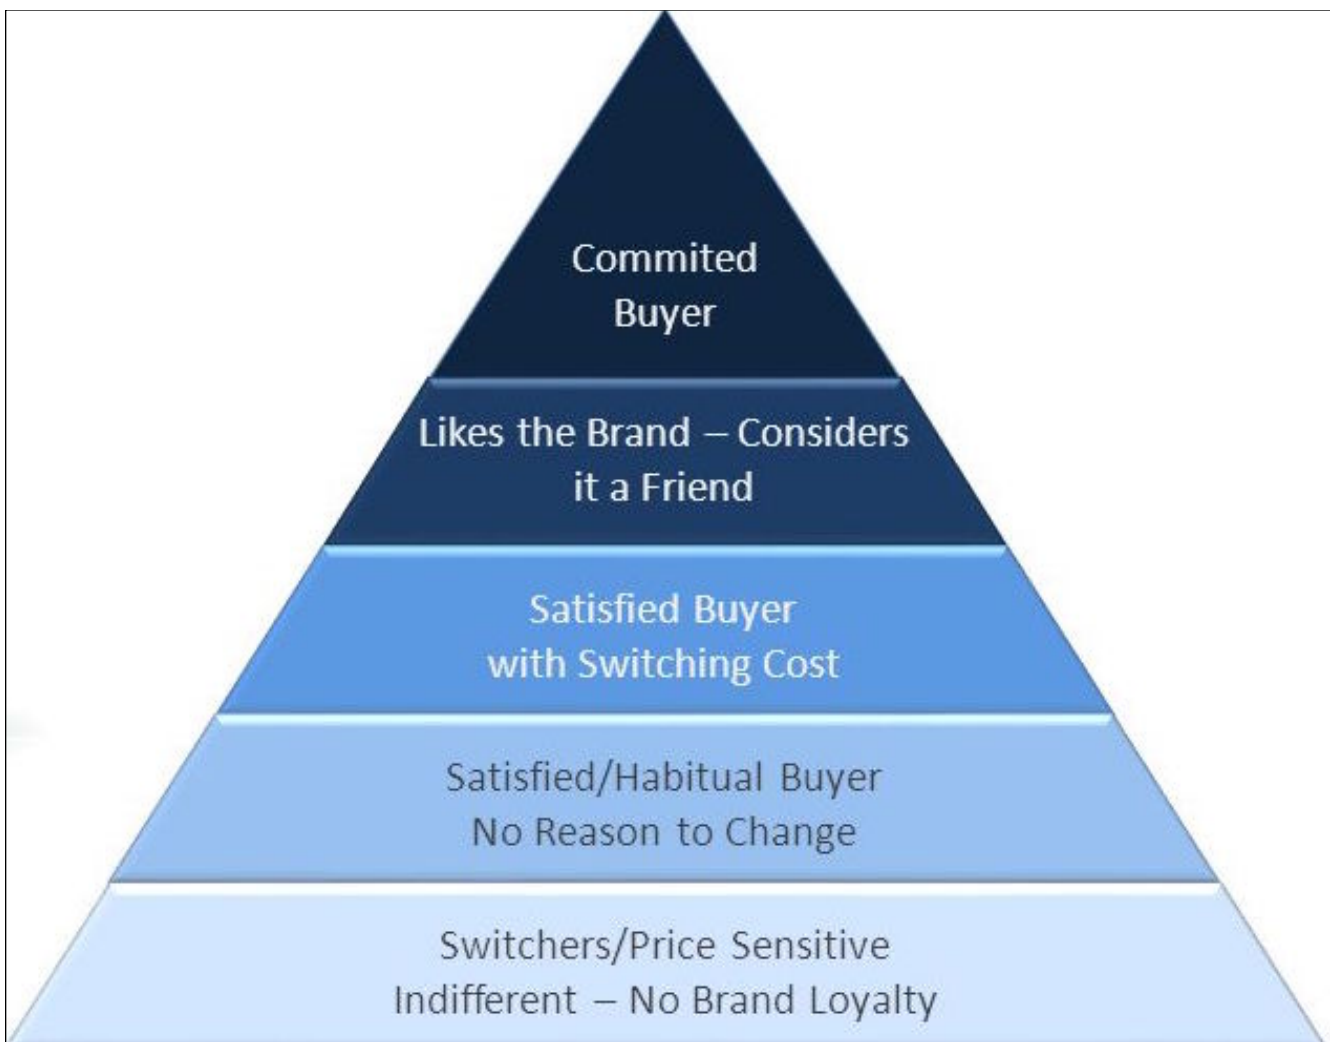 Commited
Buyer
Likes the Brand – Considers
it a Friend
Satisfied Buyer
with Switching Cost
Satisfied/Habitual Buyer
No Reason to Change
Switchers/Price Sensitive
Indifferent – No Brand Loyalty